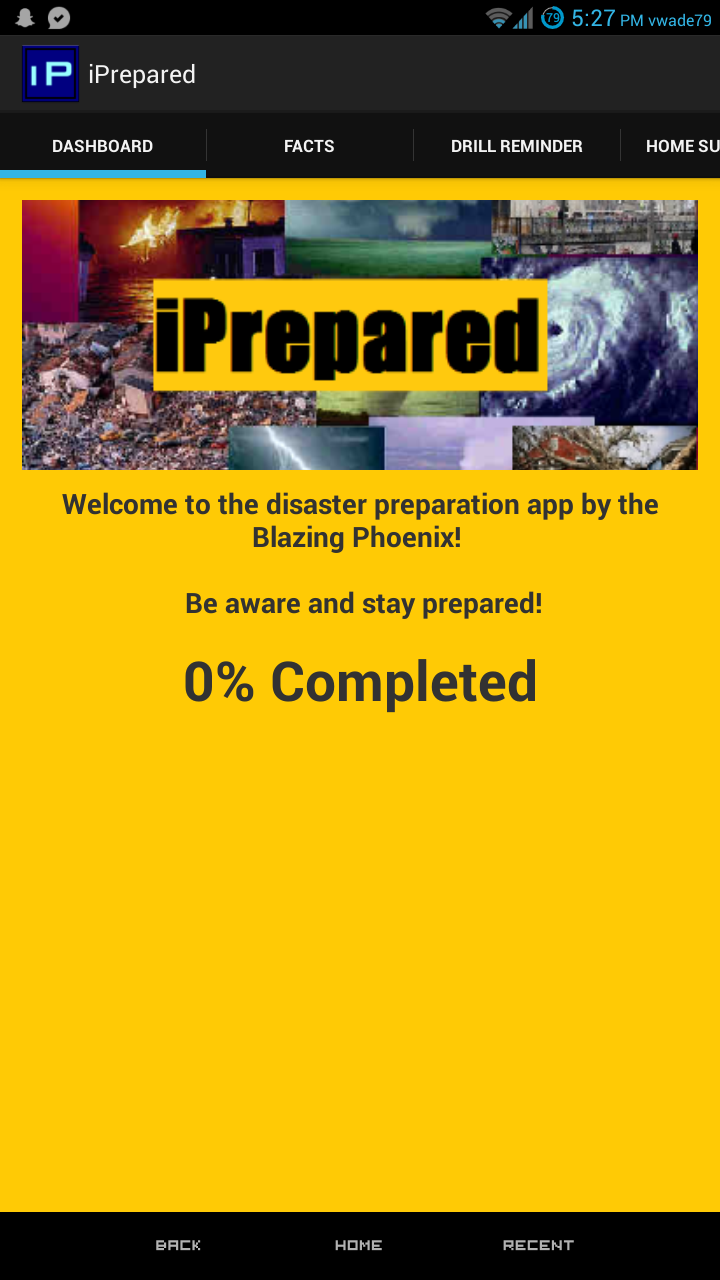 79 5:27 PM vwade79
iP iPrepared
DASHBOARD FACTS DRILL REMINDER HOME SU
iPrepared
Welcome to the disaster preparation app by the
Blazing Phoenix!
Be aware and stay prepared!
0% Completed
BACK HOME RECENT